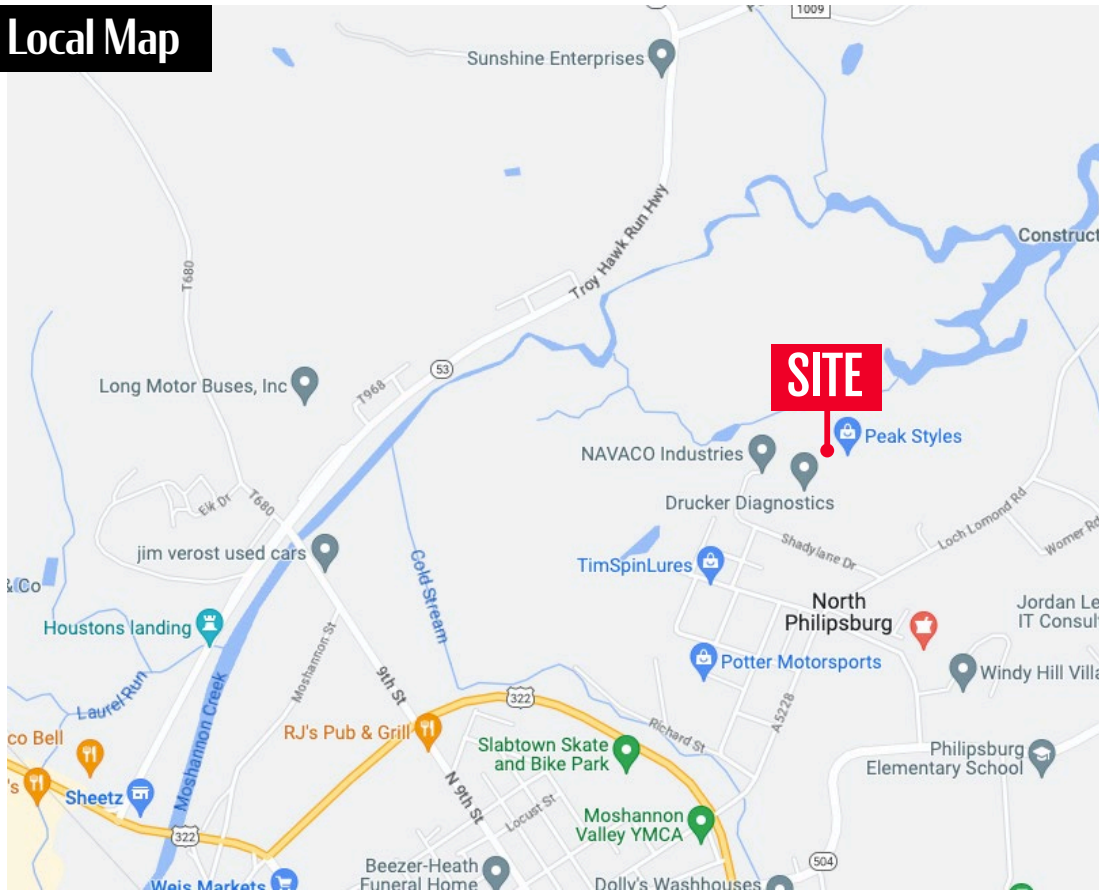 Local Map
1009
Sunshine Enterprises
Construct
Troy Hawk Run Hwy
T680
SITE
53
Long Motor Buses, Inc
T968
Peak Styles
NAVACO Industries
Drucker Diagnostics
Elk Dr
T680
Loch Lomond Rd
Womer Rd
Shadylane Dr
jim verost used cars
& Co
Cold Stream
TimSpinLures
North
Philipsburg
Jordan Le
IT Consul
Houstons landing
Moshannon St
9th St
Potter Motorsports
Windy Hill Villa
Laurel Run
Moshannon Creek
322
A5228
Richard St
RJ's Pub & Grill
co Bell
Slabtown Skate
and Bike Park
Philipsburg
Elementary School
's
Sheetz
N 9th St
Locust St
Moshannon
Valley YMCA
322
504
Beezer-Heath
Funeral Home
Weis Markets
Dolly's Washhouses